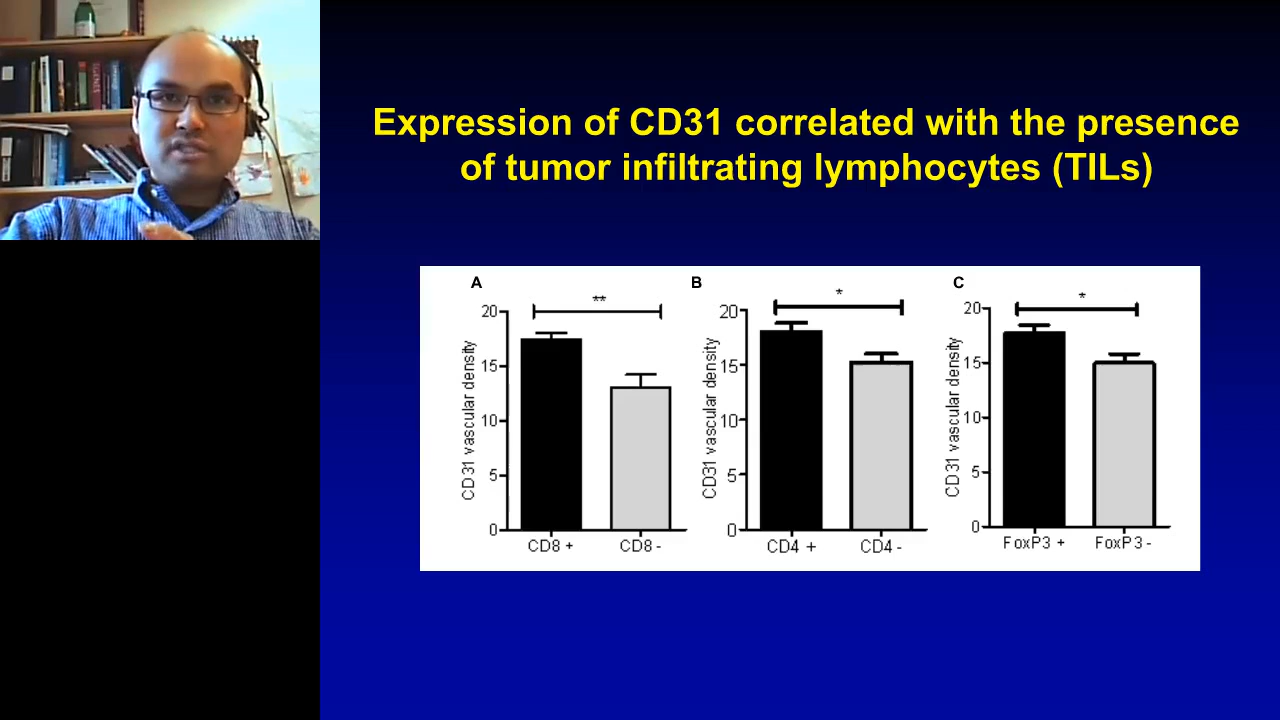 Expression of CD31 correlated with the presence
of tumor infiltrating lymphocytes (TILs)
A
**
20
15
10
5
0
CD31 vascular density
CD8 +
CD8 -
B
*
20
15
10
5
0
CD31 vascular density
CD4 +
CD4 -
C
*
20
15
10
5
0
CD31 vascular density
FoxP3 +
FoxP3 -